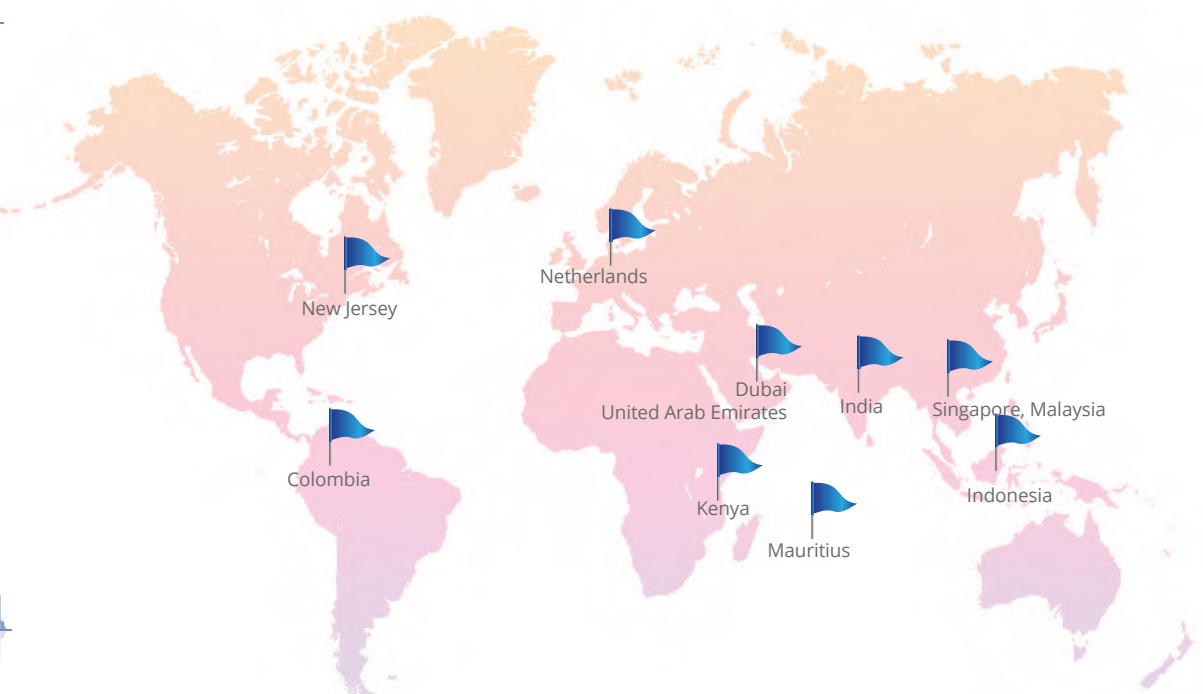 Netherlands
New Jersey
Dubai
United Arab Emirates
India
Singapore, Malaysia
Colombia
Indonesia
Kenya
Mauritius